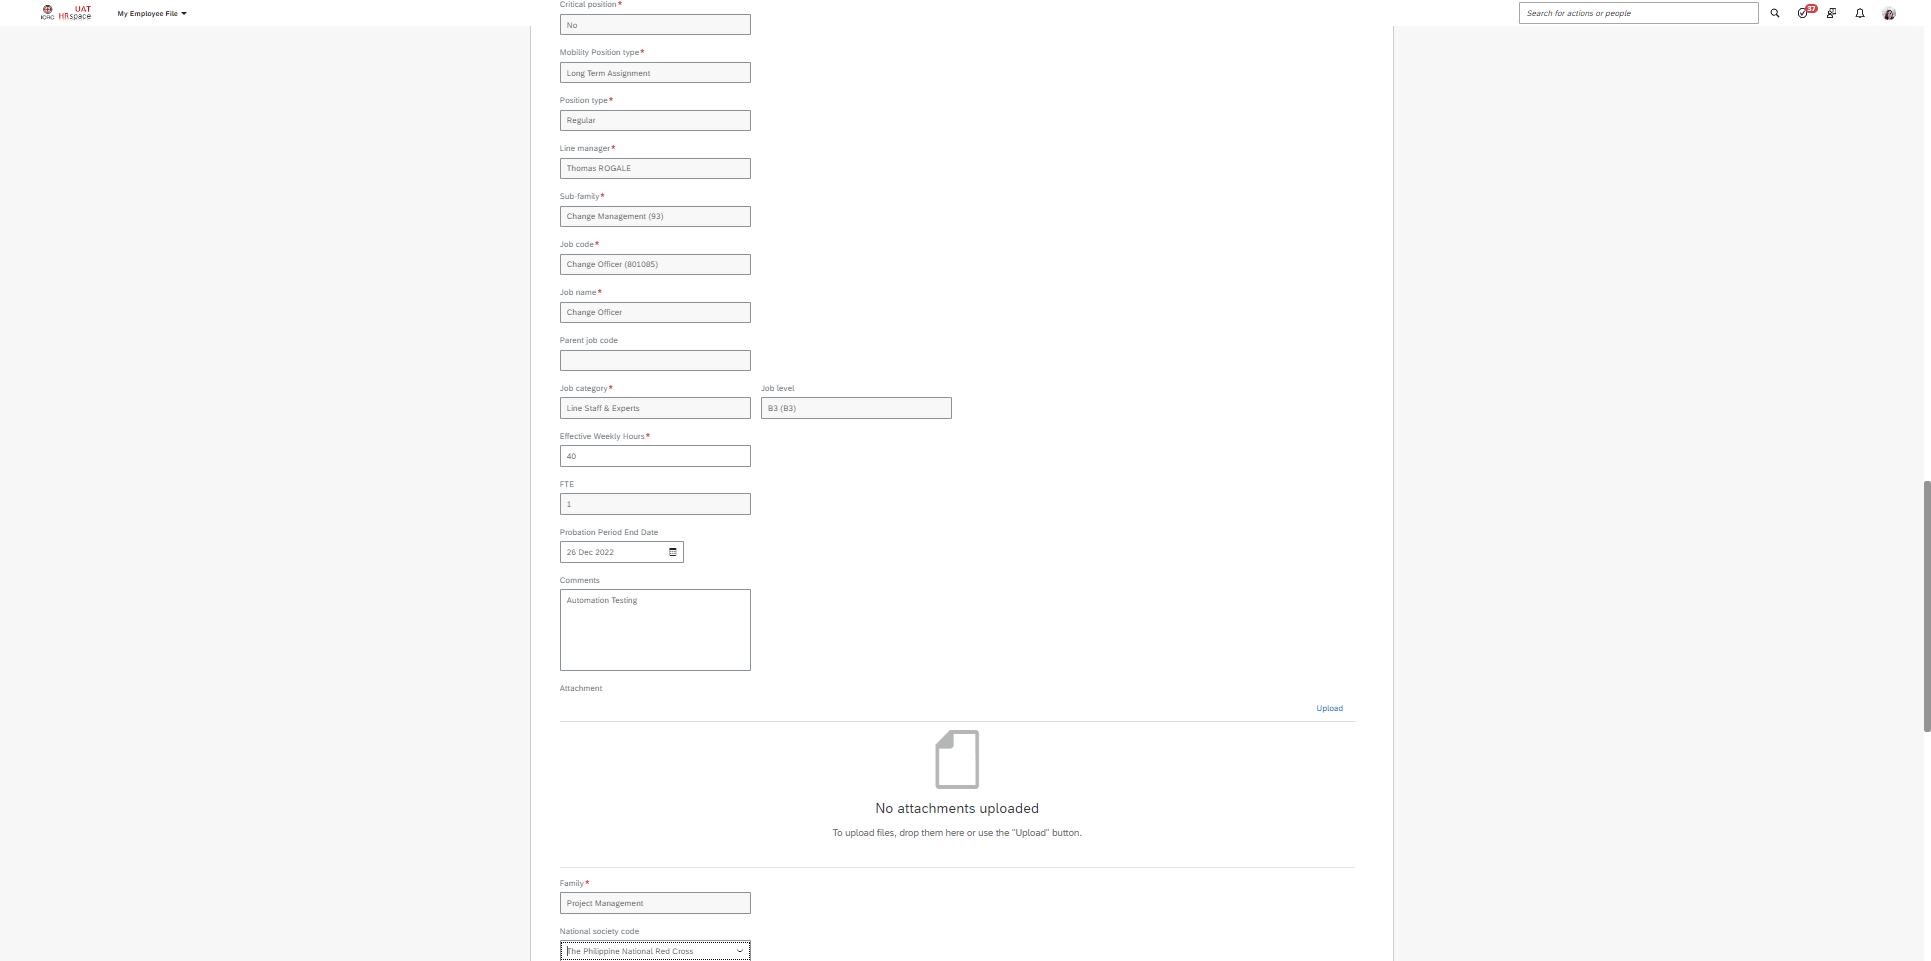 ICRC
UAT
HRspace
My Employee File
Search for actions or people
37
Critical position*
No
Mobility Position type*
Long Term Assignment
Position type*
Regular
Line manager*
Thomas ROGALE
Sub-family*
Change Management (93)
Job code*
Change Officer (801085)
Job name*
Change Officer
Parent job code
Job category* Job level
Line Staff & Experts B3 (B3)
Effective Weekly Hours*
40
FTE
1
Probation Period End Date
26 Dec 2022
Comments
Automation Testing
Attachment
Upload
No attachments uploaded
To upload files, drop them here or use the "Upload" button.
Family*
Project Management
National society code
The Philippine National Red Cross